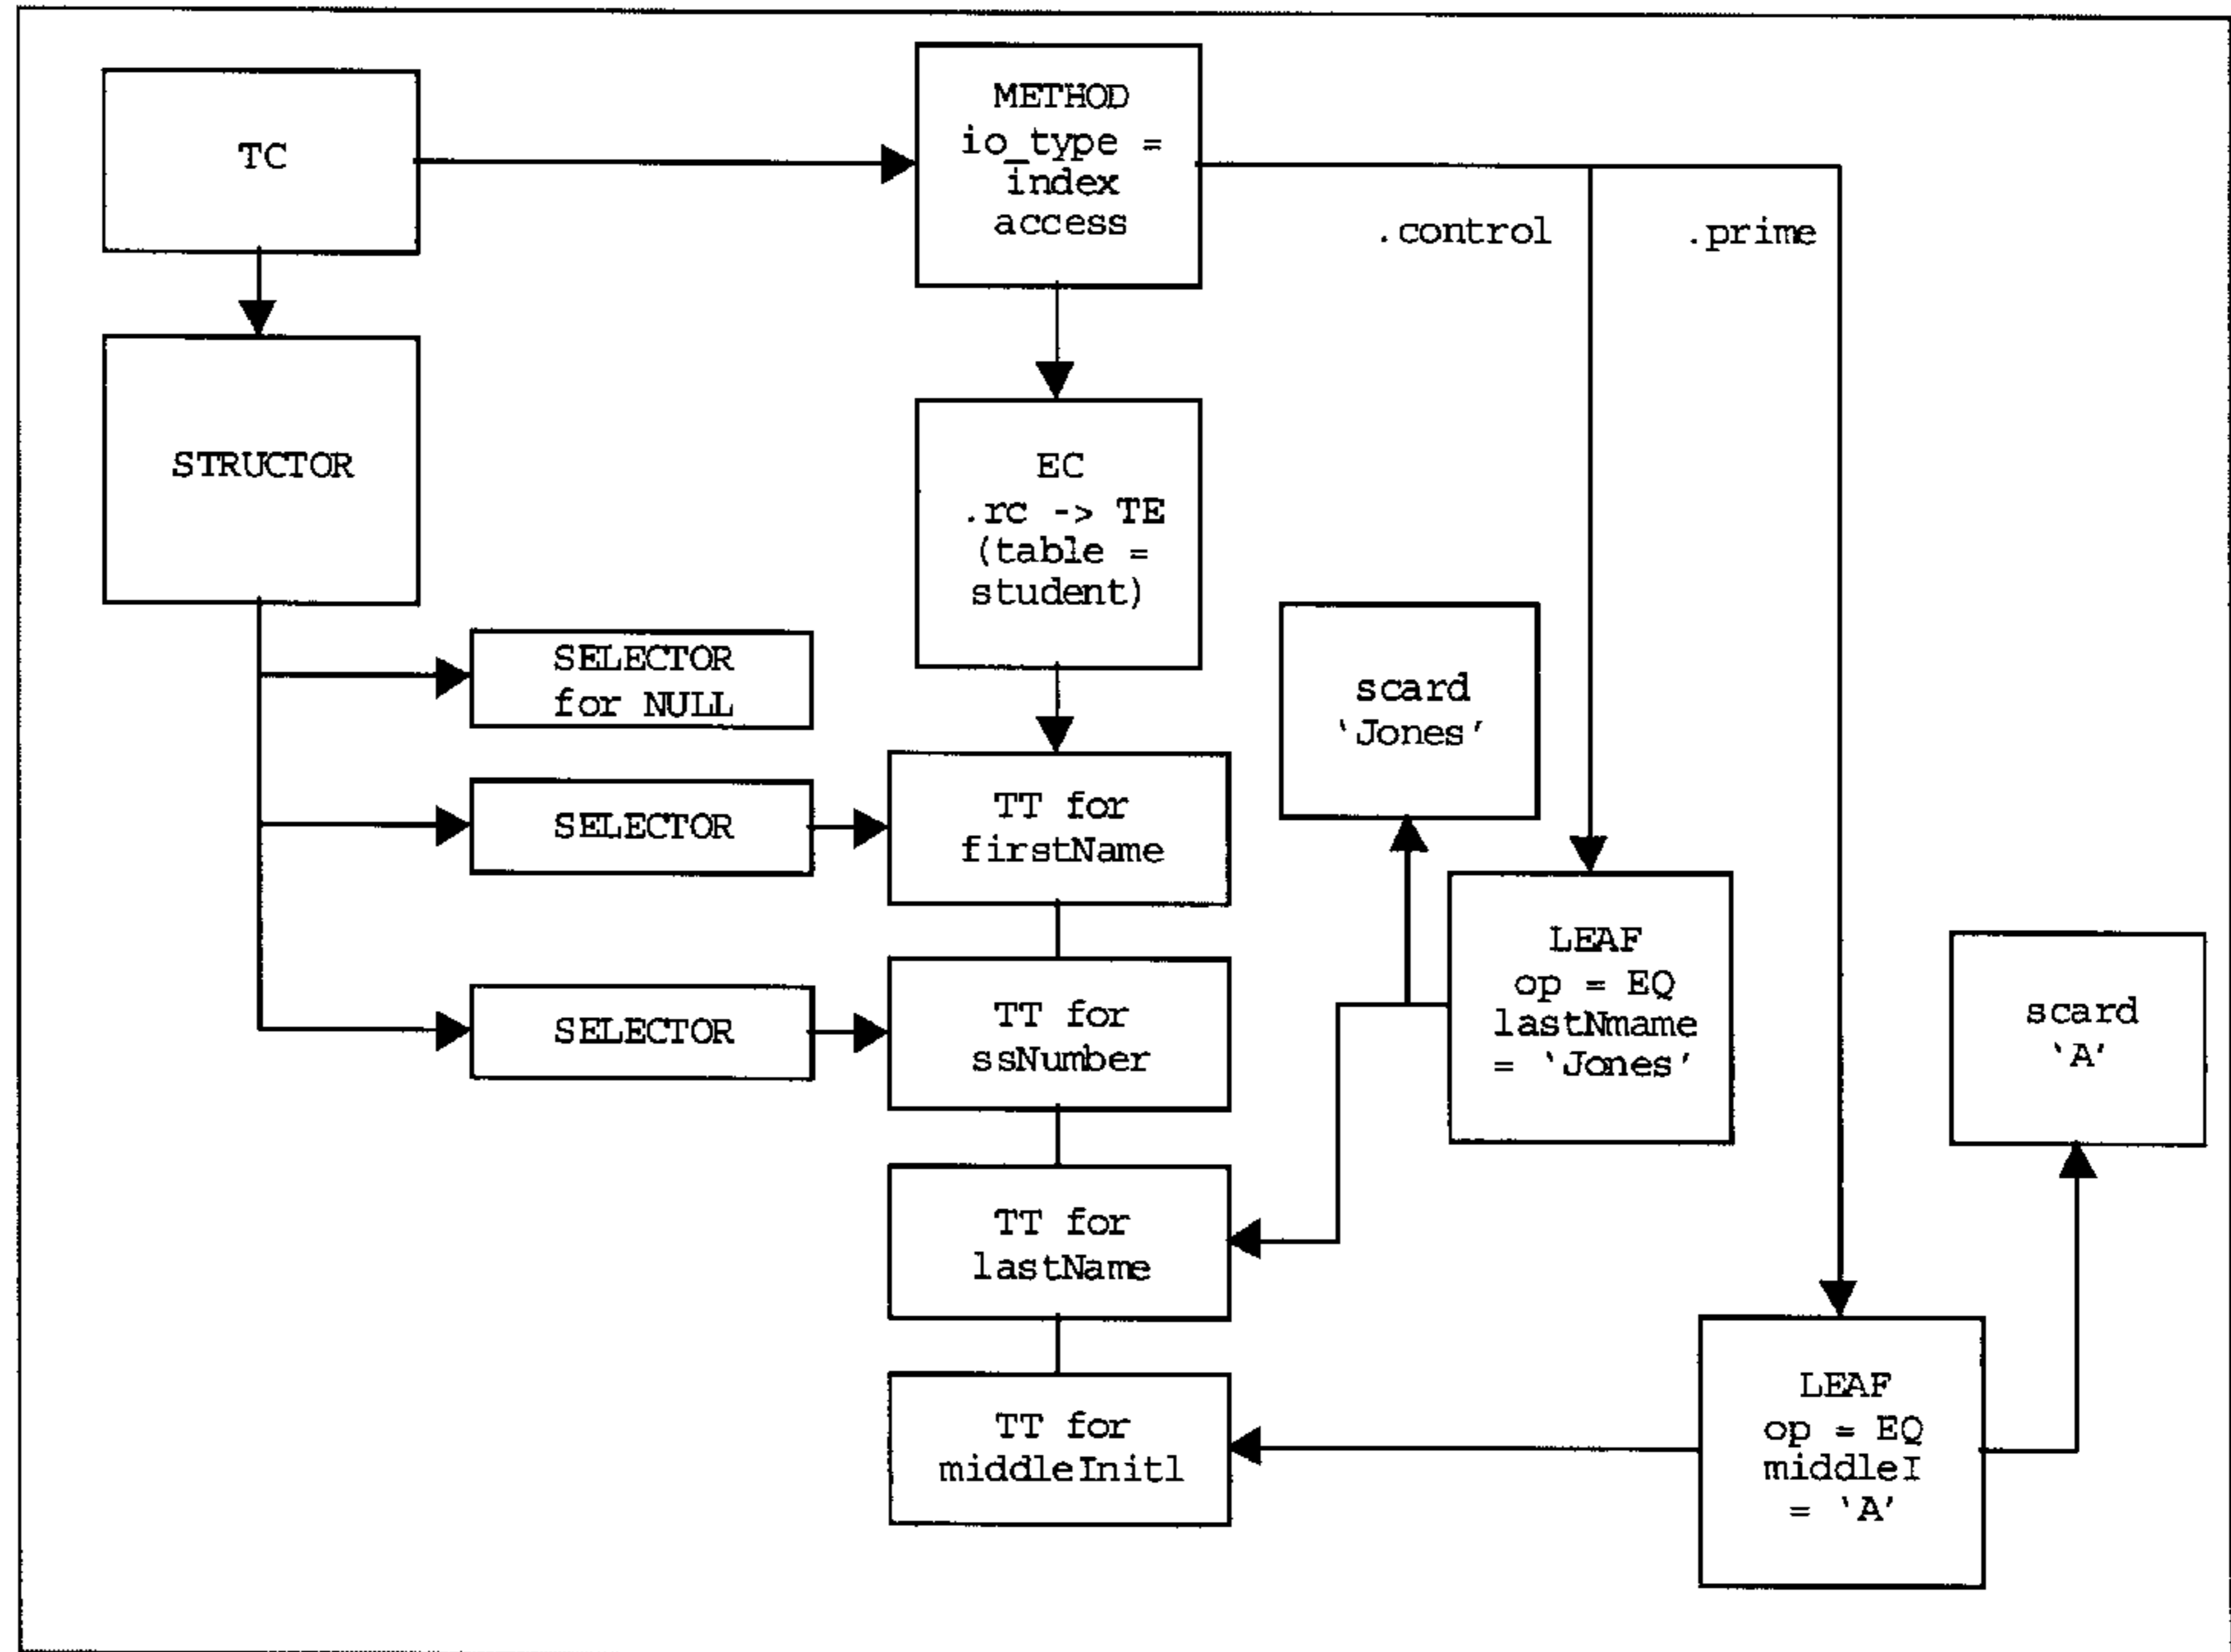 TC
METHOD
io_type =
index
access
.control
.prime
STRUCTOR
EC
.rc -> TE
(table =
student)
SELECTOR
for NULL
scard
‘Jones’
SELECTOR
TT for
firstName
LEAF
op = EQ
lastNmame
= ‘Jones’
scard
‘A’
SELECTOR
TT for
ssNumber
TT for
lastName
TT for
middleInitl
LEAF
op = EQ
middleI
= ‘A’